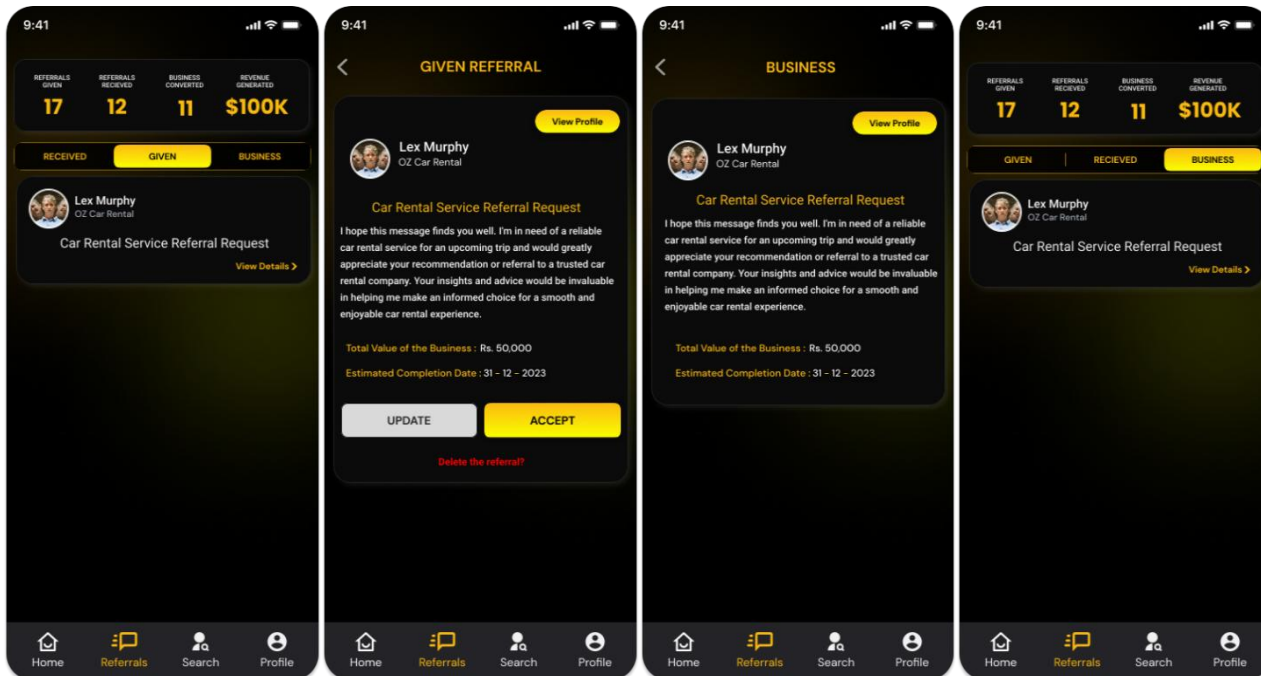 9:41
REFERRALS GIVEN
REFERRALS RECIEVED
BUSINESS CONVERTED
REVENUE GENERATED
17
12
11
$100K
RECEIVED
GIVEN
BUSINESS
Lex Murphy
OZ Car Rental
Car Rental Service Referral Request
View Details >
Home
Referrals
Search
Profile
9:41
GIVEN REFERRAL
View Profile
Lex Murphy
OZ Car Rental
Car Rental Service Referral Request
I hope this message finds you well. I'm in need of a reliable
car rental service for an upcoming trip and would greatly
appreciate your recommendation or referral to a trusted car
rental company. Your insights and advice would be invaluable
in helping me make an informed choice for a smooth and
enjoyable car rental experience.
Total Value of the Business : Rs. 50,000
Estimated Completion Date : 31 - 12 - 2023
UPDATE
ACCEPT
Delete the referral?
Home
Referrals
Search
Profile
9:41
BUSINESS
View Profile
Lex Murphy
OZ Car Rental
Car Rental Service Referral Request
I hope this message finds you well. I'm in need of a reliable
car rental service for an upcoming trip and would greatly
appreciate your recommendation or referral to a trusted car
rental company. Your insights and advice would be invaluable
in helping me make an informed choice for a smooth and
enjoyable car rental experience.
Total Value of the Business : Rs. 50,000
Estimated Completion Date : 31 - 12 - 2023
Home
Referrals
Search
Profile
9:41
REFERRALS GIVEN
REFERRALS RECIEVED
BUSINESS CONVERTED
REVENUE GENERATED
17
12
11
$100K
GIVEN
RECIEVED
BUSINESS
Lex Murphy
OZ Car Rental
Car Rental Service Referral Request
View Details >
Home
Referrals
Search
Profile